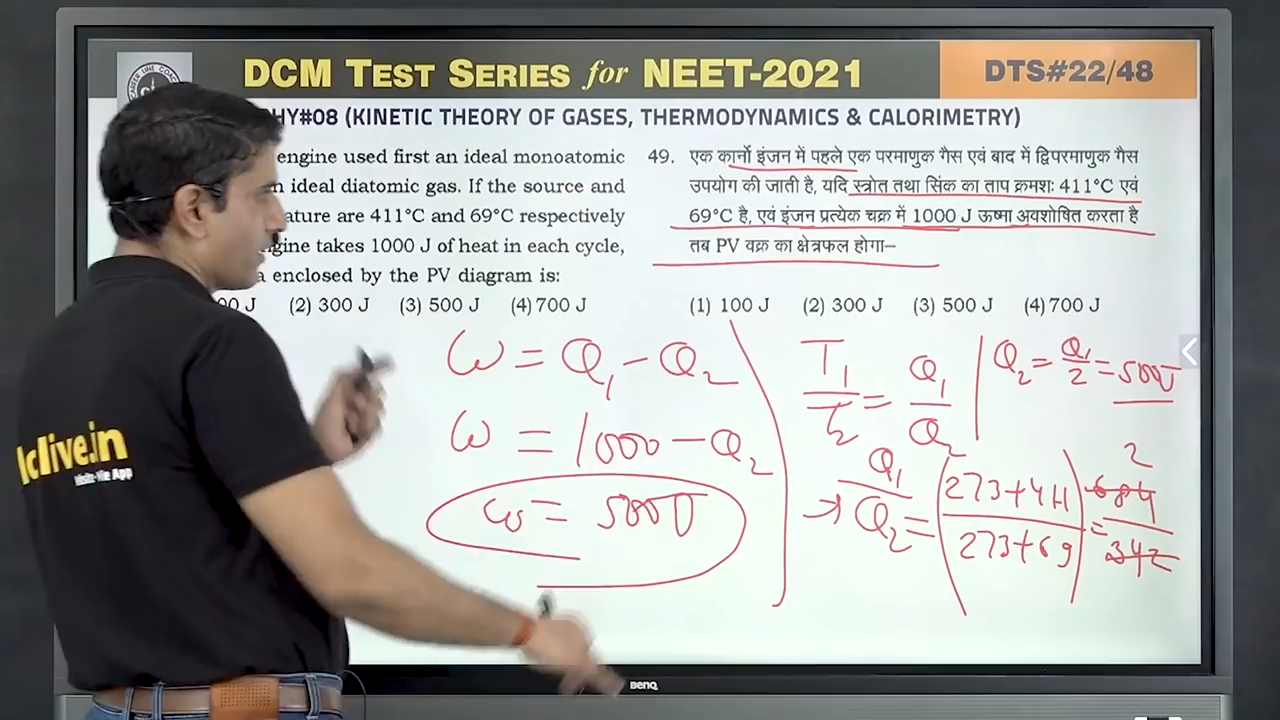 DCM TEST SERIES for NEET-2021
DTS#22/48
HY#08 (KINETIC THEORY OF GASES, THERMODYNAMICS & CALORIMETRY)
engine used first an ideal monoatomic
n ideal diatomic gas. If the source and
ature are 411°C and 69°C respectively
gine takes 1000 J of heat in each cycle,
a enclosed by the PV diagram is:
00 J (2) 300 J (3) 500 J (4) 700 J
49. एक कार्नो इंजन में पहले एक परमाणुक गैस एवं बाद में द्विपरमाणुक गैस
उपयोग की जाती है, यदि स्त्रोत तथा सिंक का ताप क्रमशः 411°C एवं
69°C है, एवं इंजन प्रत्येक चक्र में 1000 J ऊष्मा अवशोषित करता है
तब PV वक्र का क्षेत्रफल होगा–
(1) 100 J (2) 300 J (3) 500 J (4) 700 J
W = Q1 - Q2
W = 1000 - Q2
W = 500J
T1/T2 = Q1/Q2
Q2 = Q1/2 = 500J
→ Q1/Q2 = (273+411/273+69) = 684/342
2
lclive.in
BenQ